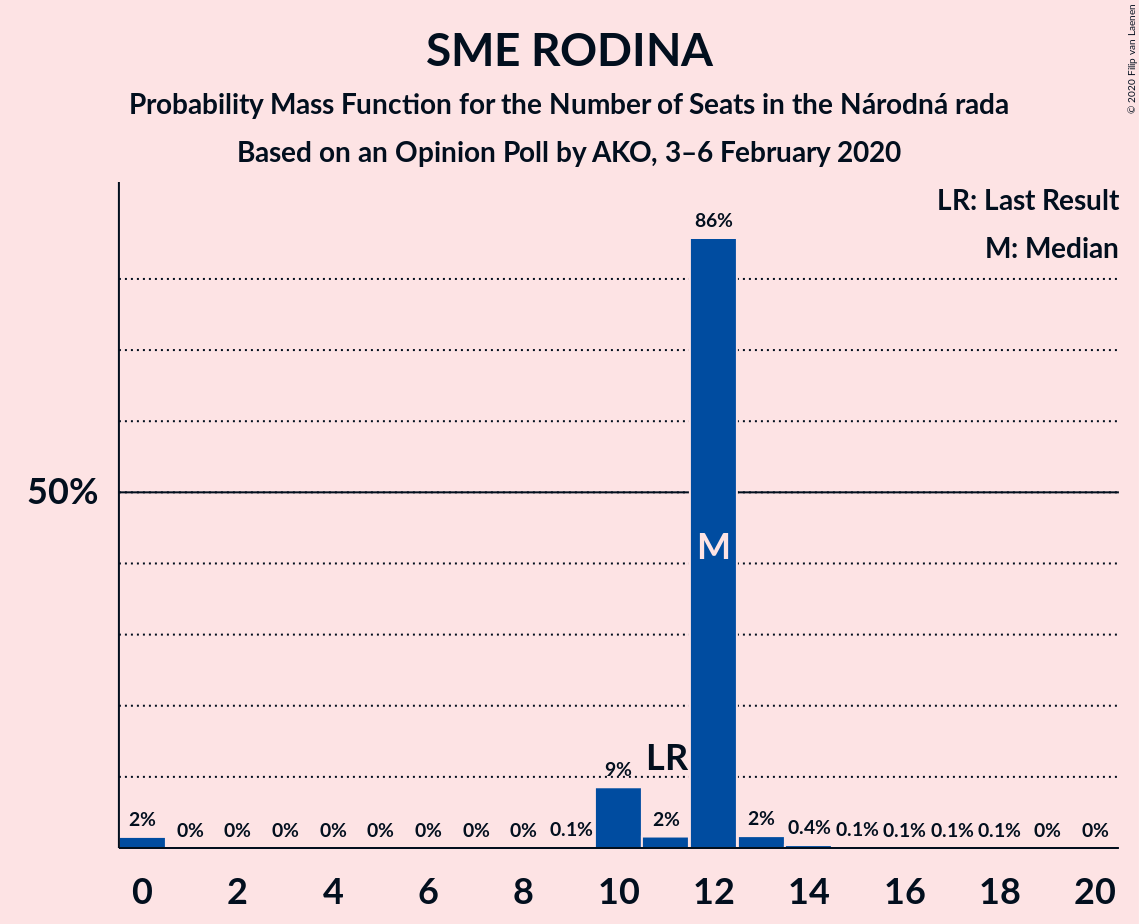 SME RODINA
Probability Mass Function for the Number of Seats in the Národná rada
Based on an Opinion Poll by AKO, 3–6 February 2020
© 2020 Filip van Laenen
LR: Last Result
M: Median
86%
50%
M
LR
2% 0% 0% 0% 0% 0% 0% 0% 0% 0.1% 9% 2% 2% 0.4% 0.1% 0.1% 0.1% 0.1% 0% 0%
0 2 4 6 8 10 12 14 16 18 20